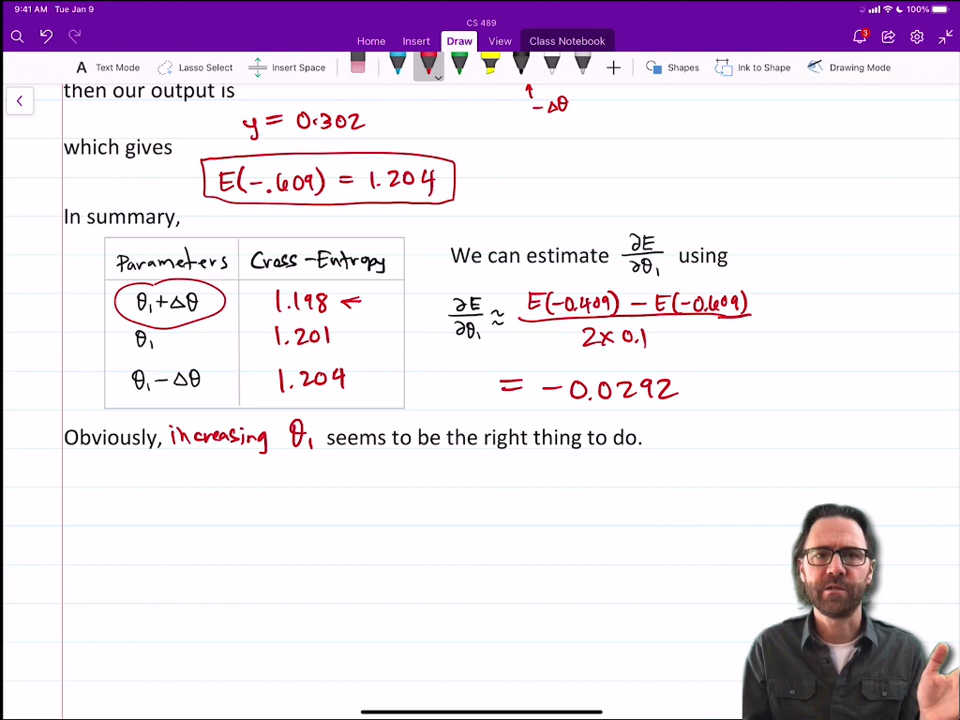 9:41 AM Tue Jan 9
100%
CS 489
Home Insert Draw View Class Notebook
3
A Text Mode Lasso Select Insert Space + Shapes Ink to Shape Drawing Mode
then our output is
↑
-Δθ
y = 0.302
which gives
E(-.609) = 1.204
In summary,
Parameters Cross-Entropy
θ₁+Δθ 1.198 ←
θ₁ 1.201
θ₁-Δθ 1.204
We can estimate ∂E/∂θ₁ using
∂E/∂θ₁ ≈ E(-0.409) - E(-0.609) / 2×0.1
= -0.0292
Obviously, increasing θ₁ seems to be the right thing to do.